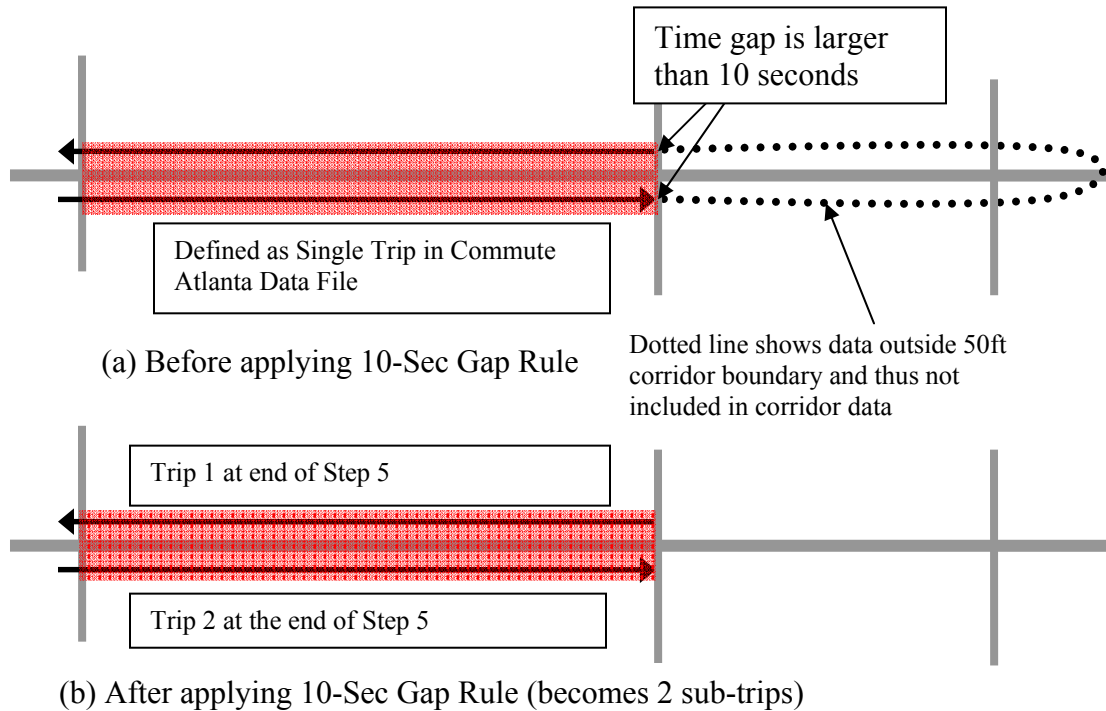 Time gap is larger
than 10 seconds
Defined as Single Trip in Commute
Atlanta Data File
(a) Before applying 10-Sec Gap Rule
Dotted line shows data outside 50ft
corridor boundary and thus not
included in corridor data
Trip 1 at end of Step 5
Trip 2 at the end of Step 5
(b) After applying 10-Sec Gap Rule (becomes 2 sub-trips)